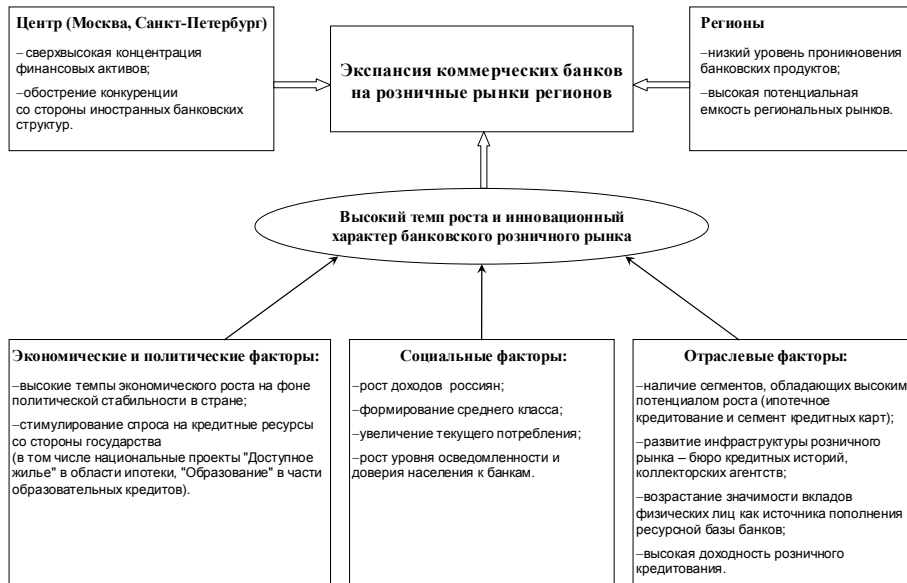 Центр (Москва, Санкт-Петербург)
–сверхвысокая концентрация
финансовых активов;
–обострение конкуренции
со стороны иностранных банковских
структур.
Экспансия коммерческих банков
на розничные рынки регионов
Регионы
–низкий уровень проникновения
банковских продуктов;
–высокая потенциальная
емкость региональных рынков.
Высокий темп роста и инновационный
характер банковского розничного рынка
Экономические и политические факторы:
–высокие темпы экономического роста на фоне
политической стабильности в стране;
–стимулирование спроса на кредитные ресурсы
со стороны государства
(в том числе национальные проекты "Доступное
жилье" в области ипотеки, "Образование" в части
образовательных кредитов).
Социальные факторы:
–рост доходов россиян;
–формирование среднего класса;
–увеличение текущего потребления;
–рост уровня осведомленности и
доверия населения к банкам.
Отраслевые факторы:
–наличие сегментов, обладающих высоким
потенциалом роста (ипотечное
кредитование и сегмент кредитных карт);
–развитие инфраструктуры розничного
рынка – бюро кредитных историй,
коллекторских агентств;
–возрастание значимости вкладов
физических лиц как источника пополнения
ресурсной базы банков;
–высокая доходность розничного
кредитования.